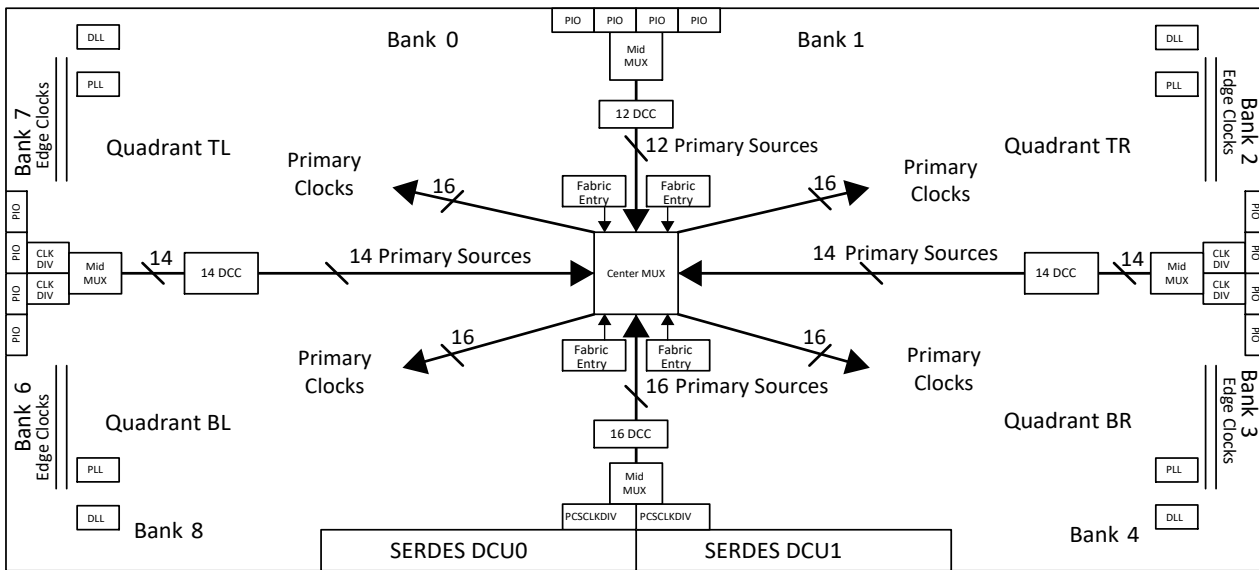 PIO PIO PIO PIO
DLL
Bank 0
Mid
MUX
Bank 1
DLL
PLL
PLL
Bank 7
Edge Clocks
Edge Clocks
Bank 2
12 DCC
Quadrant TL
12 Primary Sources
Quadrant TR
Primary
Clocks
16
Fabric
Entry
Fabric
Entry
16
Primary
Clocks
PIO
PIO
PIO
PIO
CLK
DIV
CLK
DIV
Mid
MUX
14
14 DCC
14 Primary Sources
Center MUX
14 Primary Sources
14 DCC
14
Mid
MUX
CLK
DIV
CLK
DIV
PIO
PIO
PIO
PIO
Primary
Clocks
16
Fabric
Entry
Fabric
Entry
16
Primary
Clocks
16 Primary Sources
Bank 6
Edge Clocks
Edge Clocks
Bank 3
Quadrant BL
16 DCC
Quadrant BR
PLL
Mid
MUX
PLL
DLL
PCSCLKDIV PCSCLKDIV
DLL
Bank 8
Bank 4
SERDES DCU0
SERDES DCU1